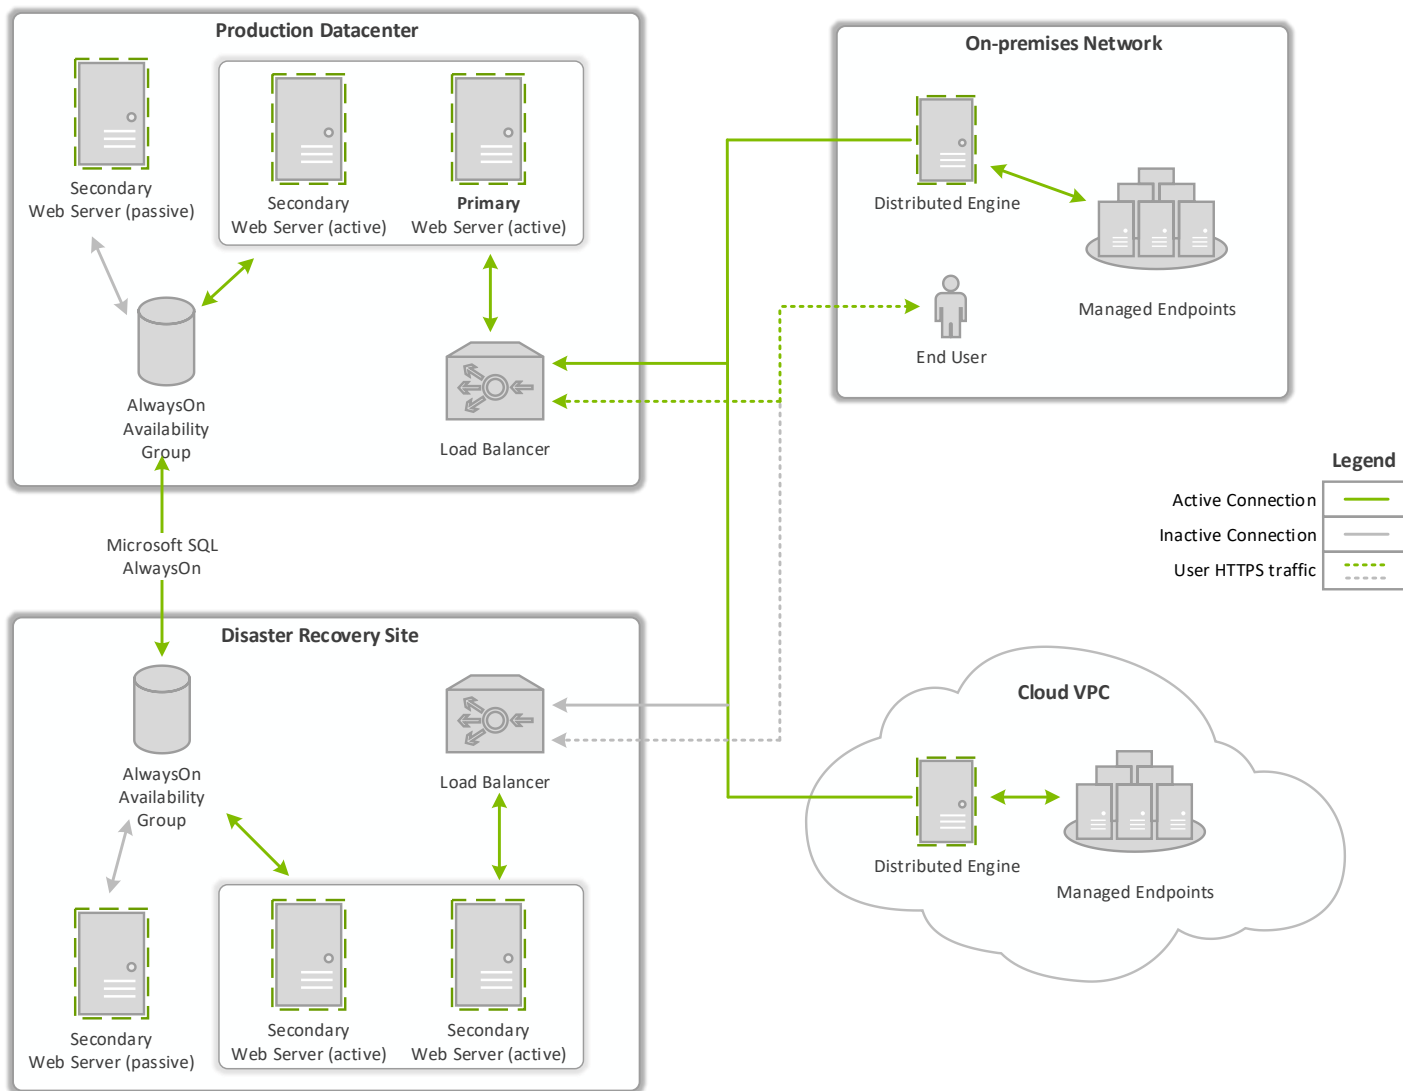 Production Datacenter
Secondary
Web Server (passive)
Secondary
Web Server (active)
Primary
Web Server (active)
AlwaysOn
Availability
Group
Load Balancer
On-premises Network
Distributed Engine
Managed Endpoints
End User
Legend
Active Connection
Inactive Connection
User HTTPS traffic
Microsoft SQL
AlwaysOn
Disaster Recovery Site
AlwaysOn
Availability
Group
Load Balancer
Secondary
Web Server (passive)
Secondary
Web Server (active)
Secondary
Web Server (active)
Cloud VPC
Distributed Engine
Managed Endpoints